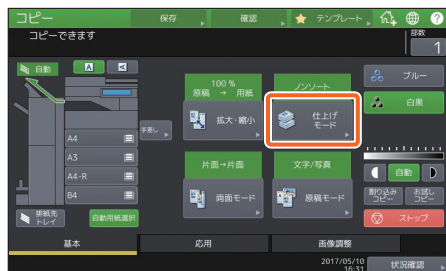 コピー
保存
確認
テンプレート
コピーできます
部数
1
自動
A
100 %
原稿 → 用紙
ノンソート
ブルー
拡大・縮小
仕上げ
モード
白黒
手差し
A4
A3
A4-R
B4
片面→片面
文字/写真
自動
両面モード
原稿モード
割り込み
コピー
お試し
コピー
排紙先
トレイ
自動用紙選択
ストップ
基本
応用
画像調整
2017/05/10
16:31
状況確認